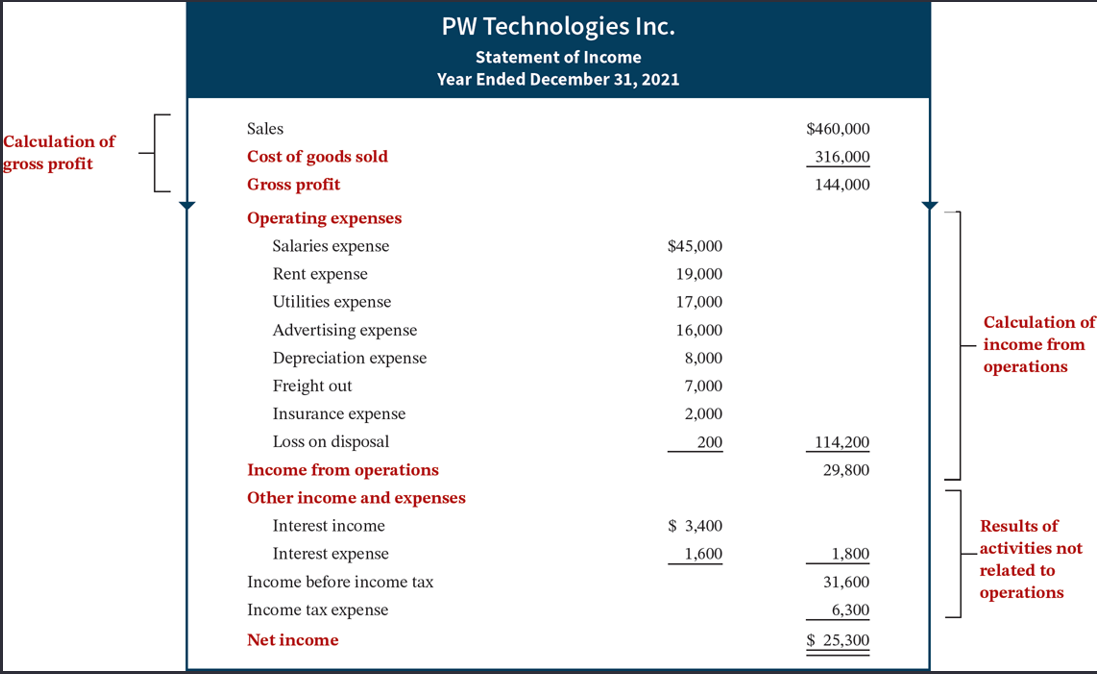 PW Technologies Inc.
Statement of Income
Year Ended December 31, 2021
Calculation of
gross profit
Sales $460,000
Cost of goods sold 316,000
Gross profit 144,000
Operating expenses
Salaries expense $45,000
Rent expense 19,000
Utilities expense 17,000
Advertising expense 16,000
Depreciation expense 8,000
Freight out 7,000
Insurance expense 2,000
Loss on disposal 200 114,200
Income from operations 29,800
Calculation of
income from
operations
Other income and expenses
Interest income $ 3,400
Interest expense 1,600 1,800
Income before income tax 31,600
Income tax expense 6,300
Net income $ 25,300
Results of
activities not
related to
operations